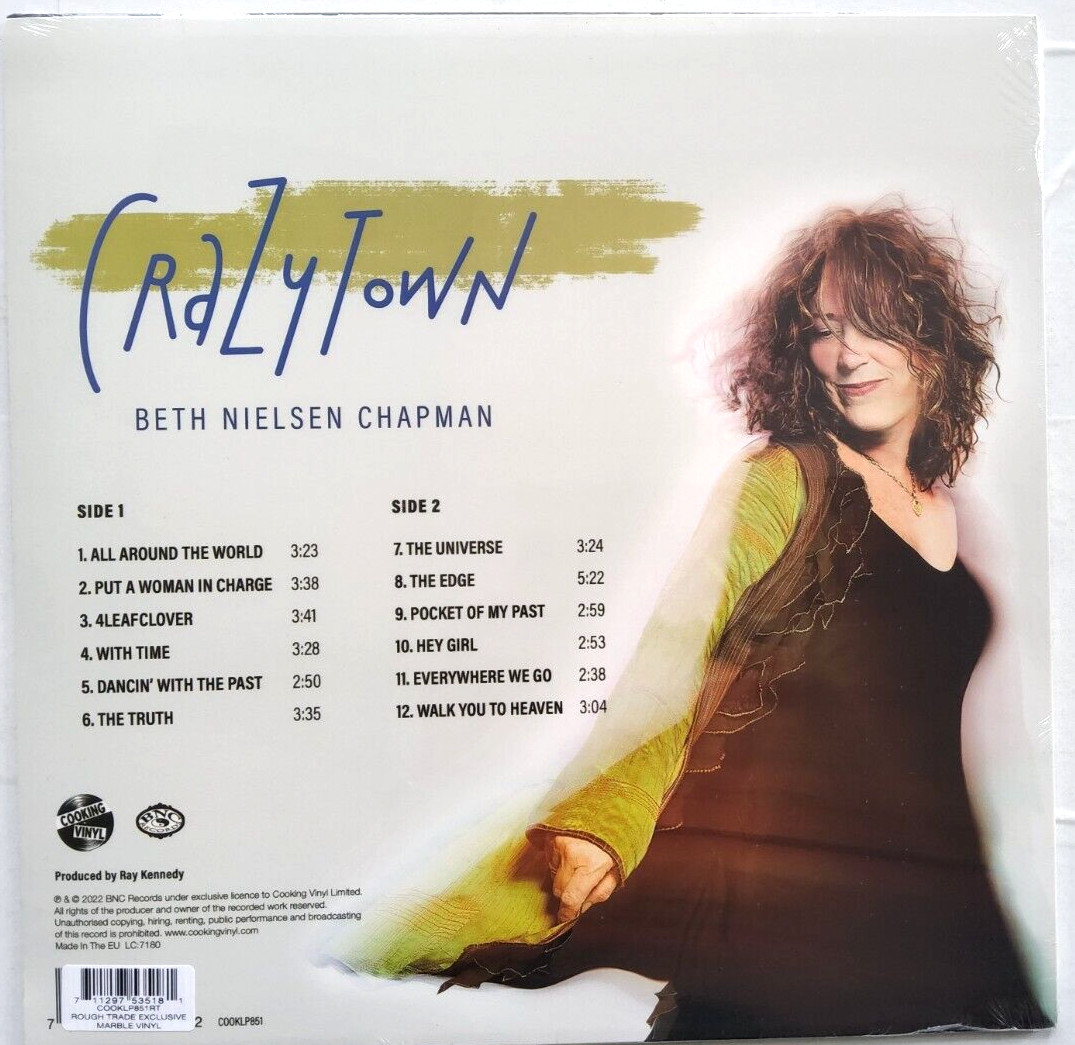 CRaZyTOWN
BETH NIELSEN CHAPMAN
SIDE 1
1. ALL AROUND THE WORLD 3:23
2. PUT A WOMAN IN CHARGE 3:38
3. 4LEAFCLOVER 3:41
4. WITH TIME 3:28
5. DANCIN' WITH THE PAST 2:50
6. THE TRUTH 3:35
SIDE 2
7. THE UNIVERSE 3:24
8. THE EDGE 5:22
9. POCKET OF MY PAST 2:59
10. HEY GIRL 2:53
11. EVERYWHERE WE GO 2:38
12. WALK YOU TO HEAVEN 3:04
COOKING
VINYL
BNC
RECORDS
Produced by Ray Kennedy
℗ & © 2022 BNC Records under exclusive licence to Cooking Vinyl Limited.
All rights of the producer and owner of the recorded work reserved.
Unauthorised copying, hiring, renting, public performance and broadcasting
of this record is prohibited. www.cookingvinyl.com
Made In The EU LC:7180
7 11297 53518 1
COOKLP851RT
ROUGH TRADE EXCLUSIVE
MARBLE VINYL
7 2 COOKLP851